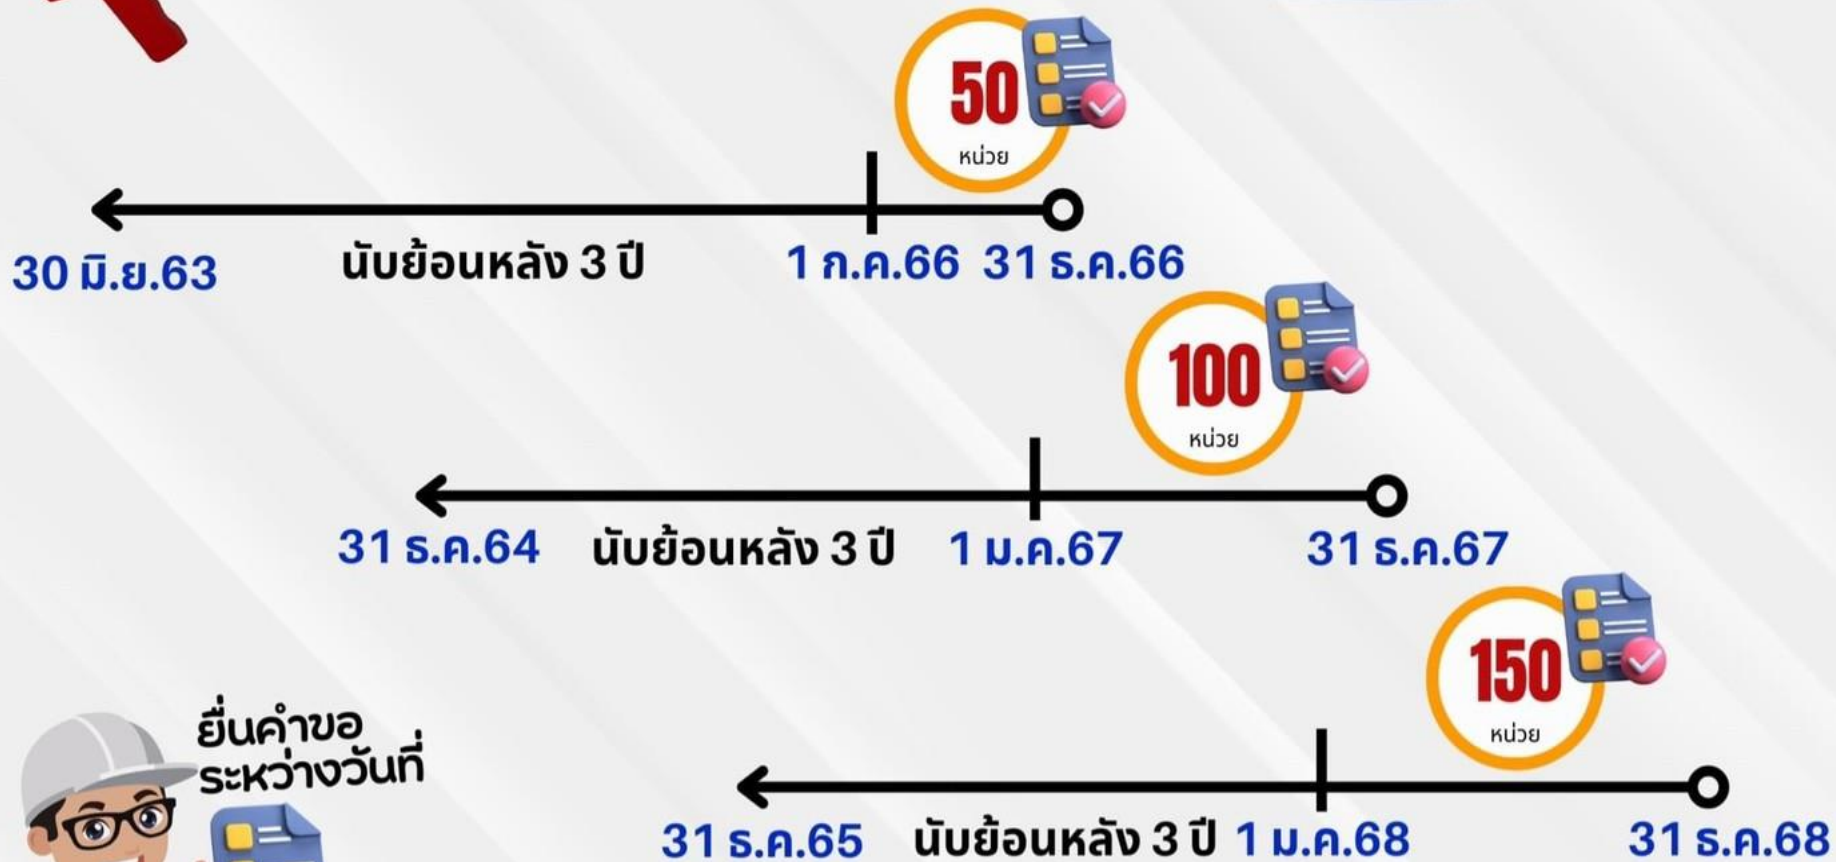 50
หน่วย
30 มิ.ย.63 นับย้อนหลัง 3 ปี 1 ก.ค.66 31 ธ.ค.66
100
หน่วย
31 ธ.ค.64 นับย้อนหลัง 3 ปี 1 ม.ค.67 31 ธ.ค.67
150
หน่วย
ยื่นคำขอ
ระหว่างวันที่
31 ธ.ค.65 นับย้อนหลัง 3 ปี 1 ม.ค.68 31 ธ.ค.68